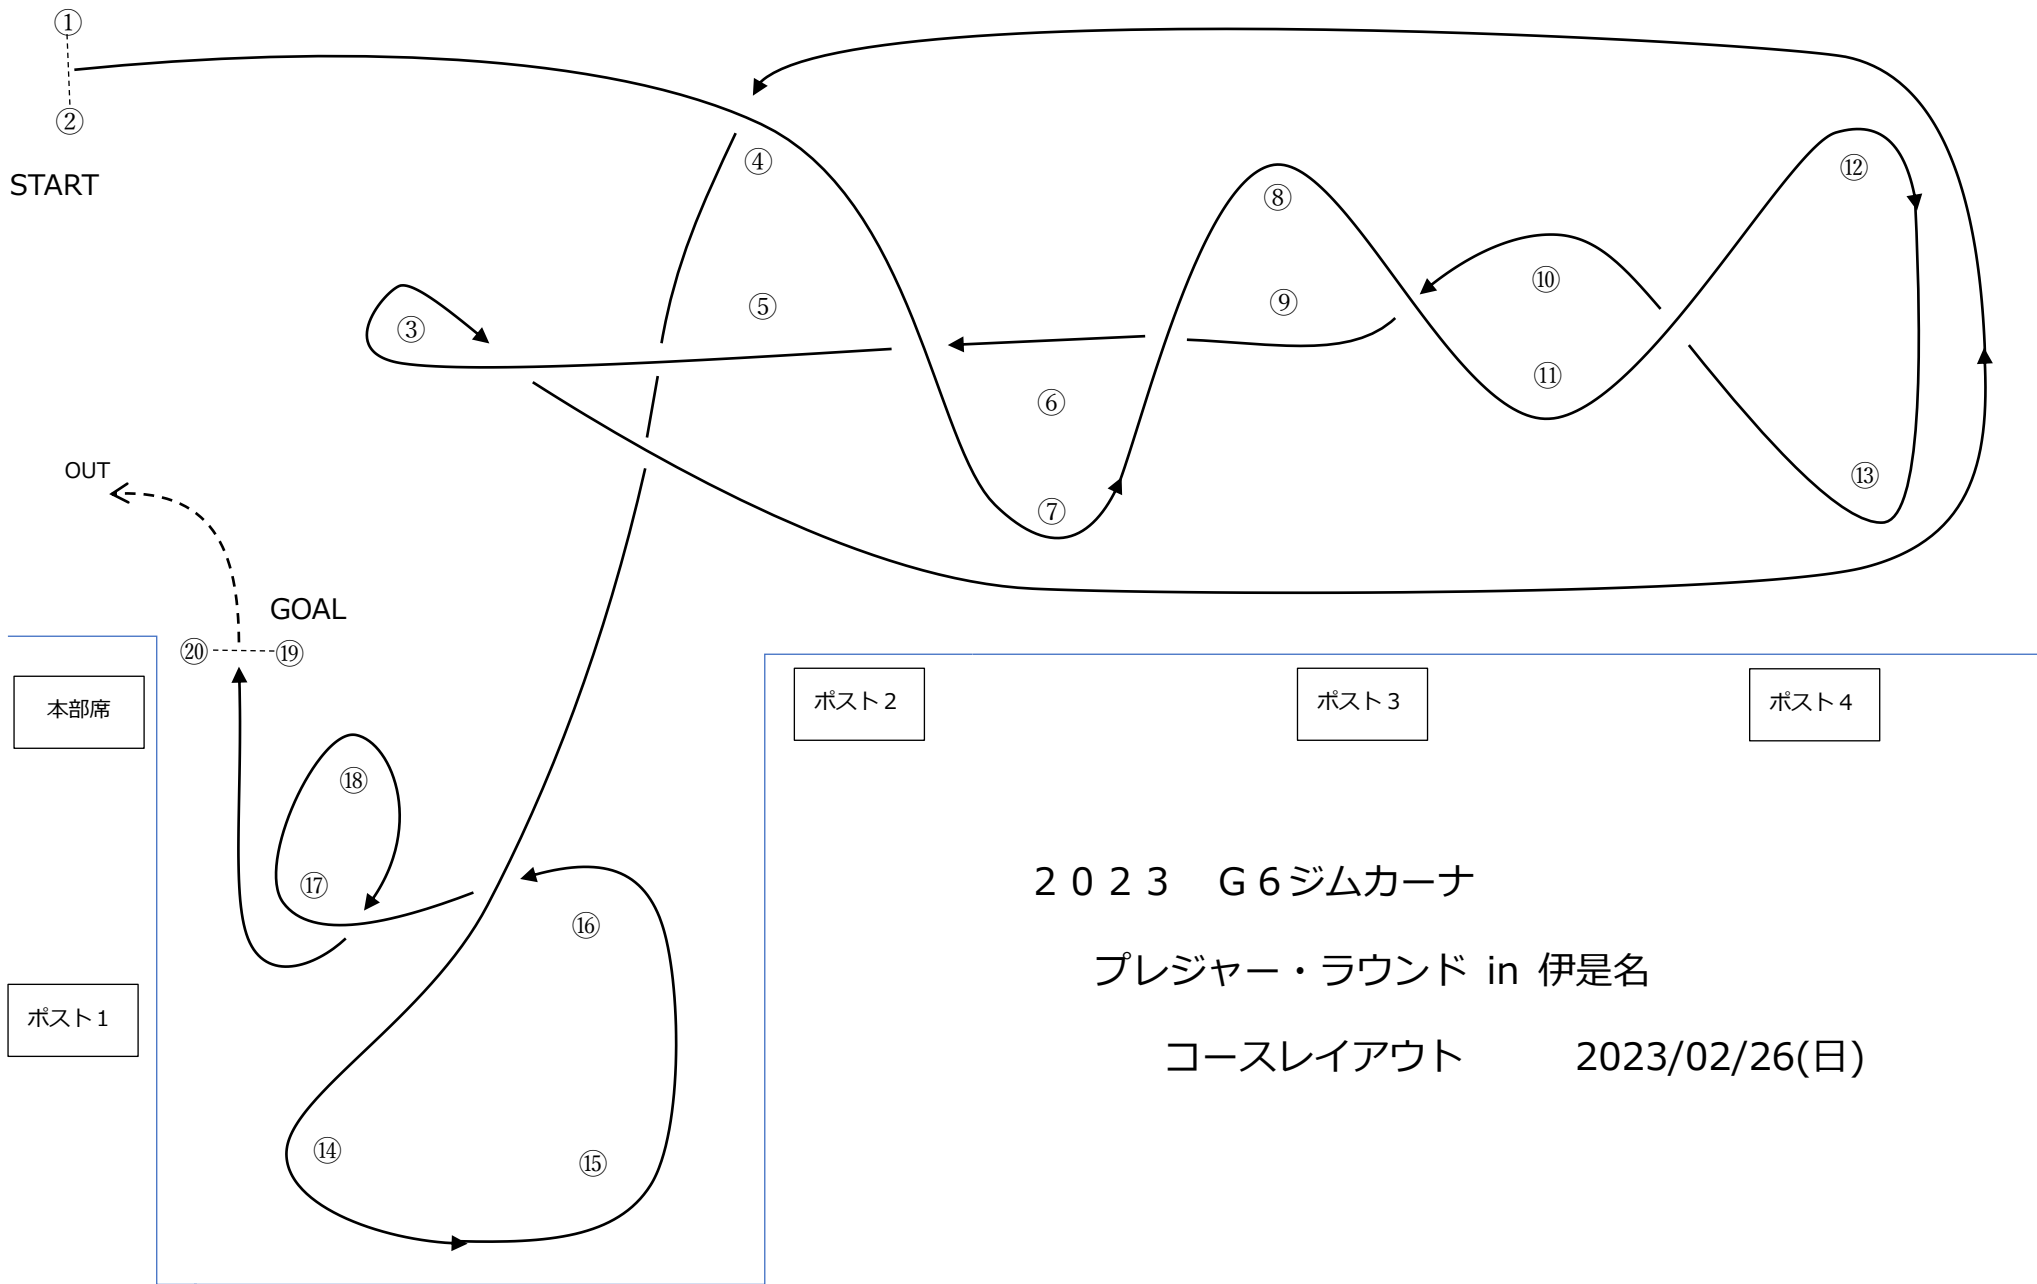 ①
②
START
④
⑧
⑫
③
⑤
⑨
⑩
⑥
⑪
⑦
⑬
OUT
GOAL
⑳
⑲
本部席
ポスト2
ポスト3
ポスト4
⑱
⑰
⑯
２０２３　Ｇ６ジムカーナ
プレジャー・ラウンド in 伊是名
ポスト1
コースレイアウト　2023/02/26(日)
⑭
⑮